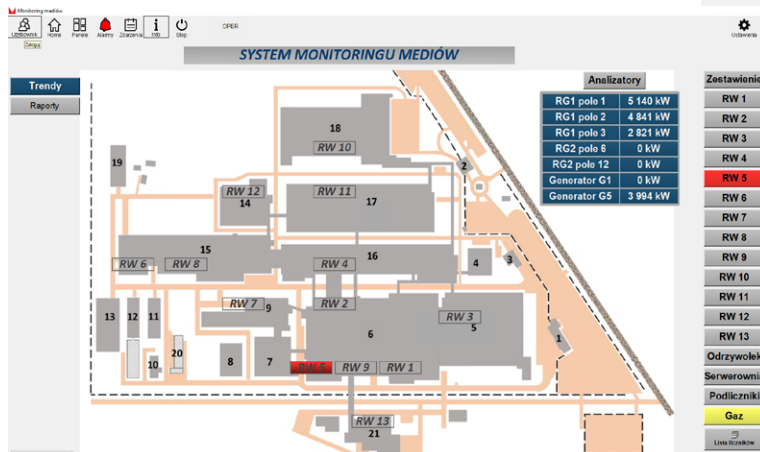 Monitoring mediów
Użytkownik Home Panele Alarmy Zdarzenia Info Stop OPER Ustawienia
Zaloguj
SYSTEM MONITORINGU MEDIÓW
Trendy
Raporty
Analizatory
RG1 pole 1 5 140 kW
RG1 pole 2 4 841 kW
RG1 pole 3 2 821 kW
RG2 pole 6 0 kW
RG2 pole 12 0 kW
Generator G1 0 kW
Generator G5 3 994 kW
Zestawienie
RW 1
RW 2
RW 3
RW 4
RW 5
RW 6
RW 7
RW 8
RW 9
RW 10
RW 11
RW 12
RW 13
Odrzywołek
Serwerownia
Podliczniki
Gaz
Lista liczników
18
RW 10
19
2
RW 12
14
RW 11
17
15
RW 6 RW 8
16
RW 4
4
3
13 12 11
RW 7
9
RW 2
RW 3
5
6
1
20
10
8
7
RW 5 RW 9 RW 1
RW 13
21